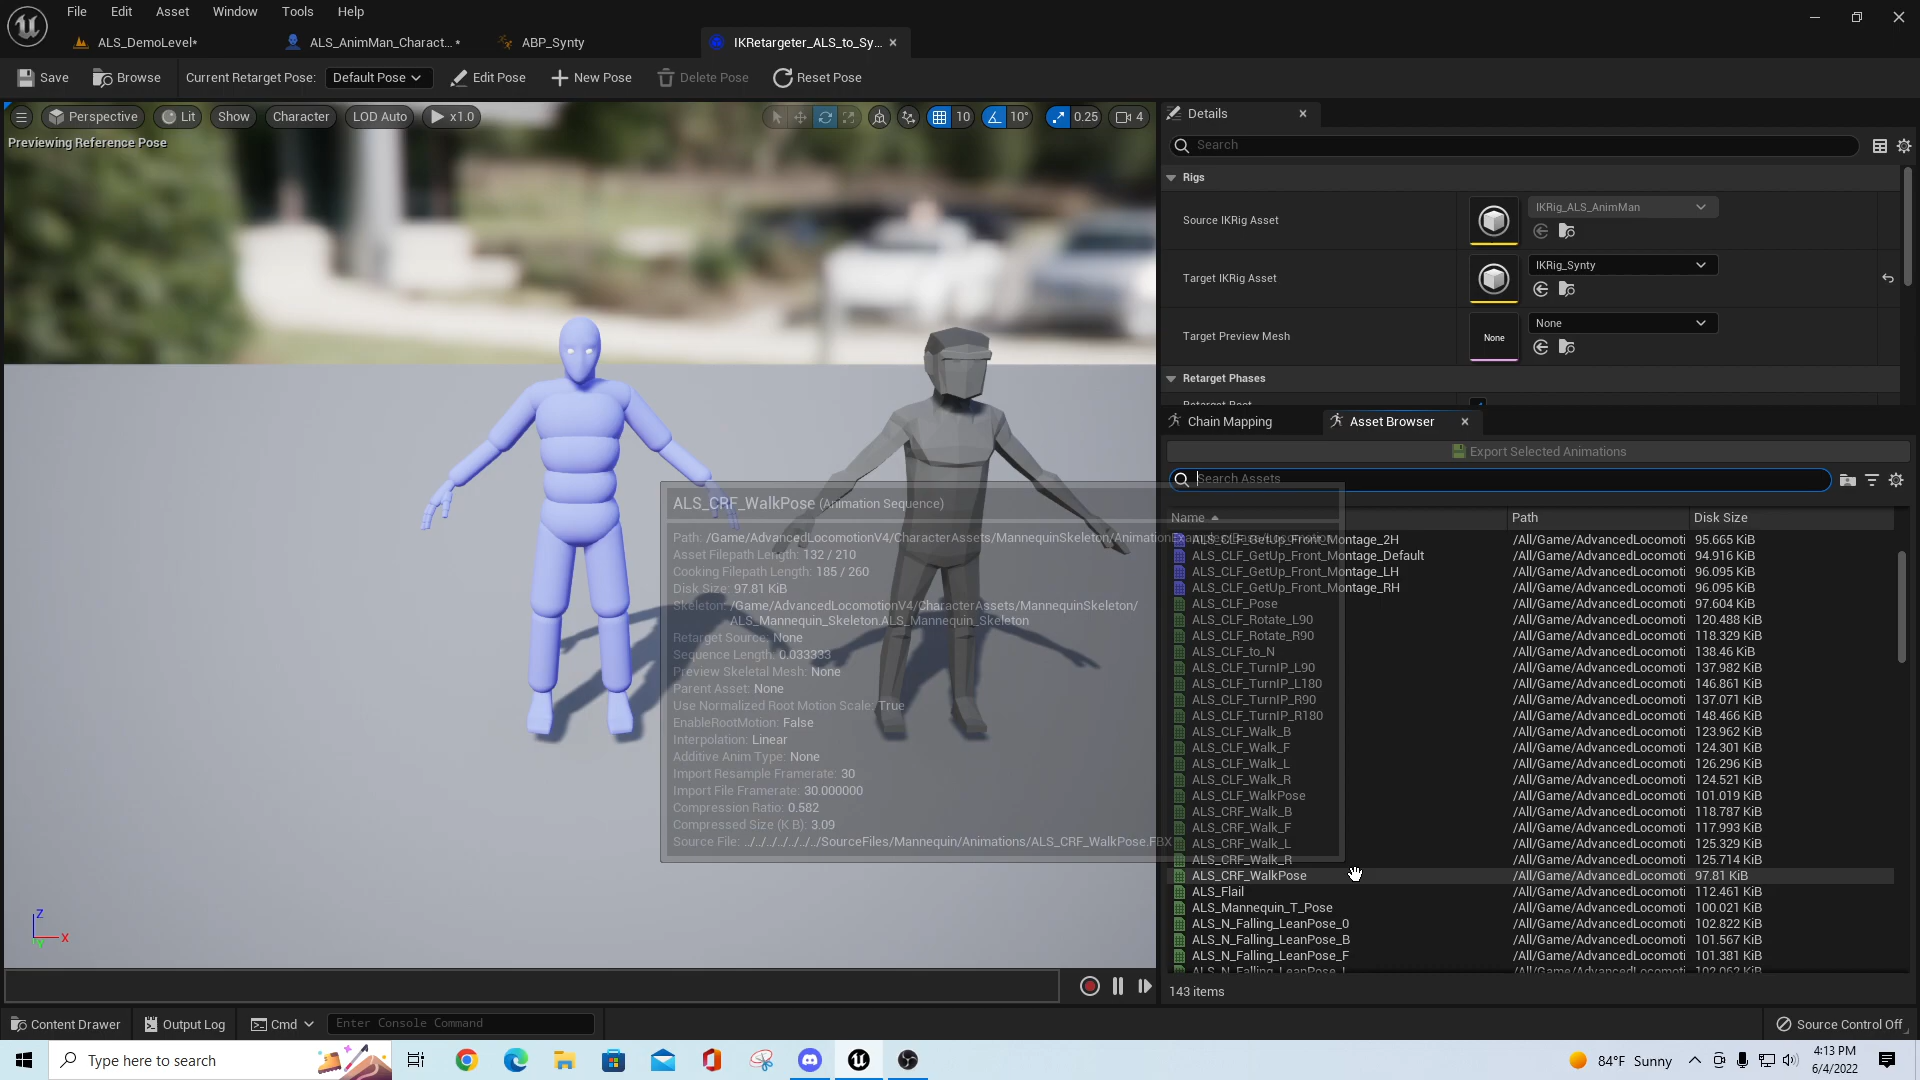 File Edit Asset Window Tools Help
ALS_DemoLevel* ALS_AnimMan_Charact... * ABP_Synty IKRetargeter_ALS_to_Sy...
Save Browse Current Retarget Pose: Default Pose Edit Pose New Pose Delete Pose Reset Pose
Perspective Lit Show Character LOD Auto x1.0 10 10° 0.25 4
Previewing Reference Pose
Details
Search
Rigs
Source IKRig Asset IKRig_ALS_AnimMan
Target IKRig Asset IKRig_Synty
Target Preview Mesh None None
Retarget Phases
Retarget Root
Chain Mapping Asset Browser
Export Selected Animations
Search Assets
Name Path Disk Size
ALS_CLF_GetUp_Front_Montage_2H /All/Game/AdvancedLocomoti 95.665 KiB
ALS_CLF_GetUp_Front_Montage_Default /All/Game/AdvancedLocomoti 94.916 KiB
ALS_CLF_GetUp_Front_Montage_LH /All/Game/AdvancedLocomoti 96.095 KiB
ALS_CLF_GetUp_Front_Montage_RH /All/Game/AdvancedLocomoti 96.095 KiB
ALS_CLF_Pose /All/Game/AdvancedLocomoti 97.604 KiB
ALS_CLF_Rotate_L90 /All/Game/AdvancedLocomoti 120.488 KiB
ALS_CLF_Rotate_R90 /All/Game/AdvancedLocomoti 118.329 KiB
ALS_CLF_to_N /All/Game/AdvancedLocomoti 138.46 KiB
ALS_CLF_TurnIP_L90 /All/Game/AdvancedLocomoti 137.982 KiB
ALS_CLF_TurnIP_L180 /All/Game/AdvancedLocomoti 146.861 KiB
ALS_CLF_TurnIP_R90 /All/Game/AdvancedLocomoti 137.071 KiB
ALS_CLF_TurnIP_R180 /All/Game/AdvancedLocomoti 148.466 KiB
ALS_CLF_Walk_B /All/Game/AdvancedLocomoti 123.962 KiB
ALS_CLF_Walk_F /All/Game/AdvancedLocomoti 124.301 KiB
ALS_CLF_Walk_L /All/Game/AdvancedLocomoti 126.296 KiB
ALS_CLF_Walk_R /All/Game/AdvancedLocomoti 124.521 KiB
ALS_CLF_WalkPose /All/Game/AdvancedLocomoti 101.019 KiB
ALS_CRF_Walk_B /All/Game/AdvancedLocomoti 118.787 KiB
ALS_CRF_Walk_F /All/Game/AdvancedLocomoti 117.993 KiB
ALS_CRF_Walk_L /All/Game/AdvancedLocomoti 125.329 KiB
ALS_CRF_Walk_R /All/Game/AdvancedLocomoti 125.714 KiB
ALS_CRF_WalkPose /All/Game/AdvancedLocomoti 97.81 KiB
ALS_Flail /All/Game/AdvancedLocomoti 112.461 KiB
ALS_Mannequin_T_Pose /All/Game/AdvancedLocomoti 100.021 KiB
ALS_N_Falling_LeanPose_0 /All/Game/AdvancedLocomoti 102.822 KiB
ALS_N_Falling_LeanPose_B /All/Game/AdvancedLocomoti 101.567 KiB
ALS_N_Falling_LeanPose_F /All/Game/AdvancedLocomoti 101.381 KiB
ALS_N_Falling_LeanPose_L /All/Game/AdvancedLocomoti 102.062 KiB
143 items
ALS_CRF_WalkPose (Animation Sequence)
Path: /Game/AdvancedLocomotionV4/CharacterAssets/MannequinSkeleton/Animation
Asset Filepath Length: 132 / 210
Cooking Filepath Length: 185 / 260
Disk Size: 97.81 KiB
Skeleton: /Game/AdvancedLocomotionV4/CharacterAssets/MannequinSkeleton/
ALS_Mannequin_Skeleton.ALS_Mannequin_Skeleton
Retarget Source: None
Sequence Length: 0.033333
Preview Skeletal Mesh: None
Parent Asset: None
Use Normalized Root Motion Scale: True
EnableRootMotion: False
Interpolation: Linear
Additive Anim Type: None
Import Resample Framerate: 30
Import File Framerate: 30.000000
Compression Ratio: 0.582
Compressed Size (KB): 3.09
Source File: ../../../../../../../SourceFiles/Mannequin/Animations/ALS_CRF_WalkPose.FBX
Z
X
Y
Content Drawer Output Log Cmd Enter Console Command Source Control Off
Type here to search 84°F Sunny 4:13 PM
6/4/2022